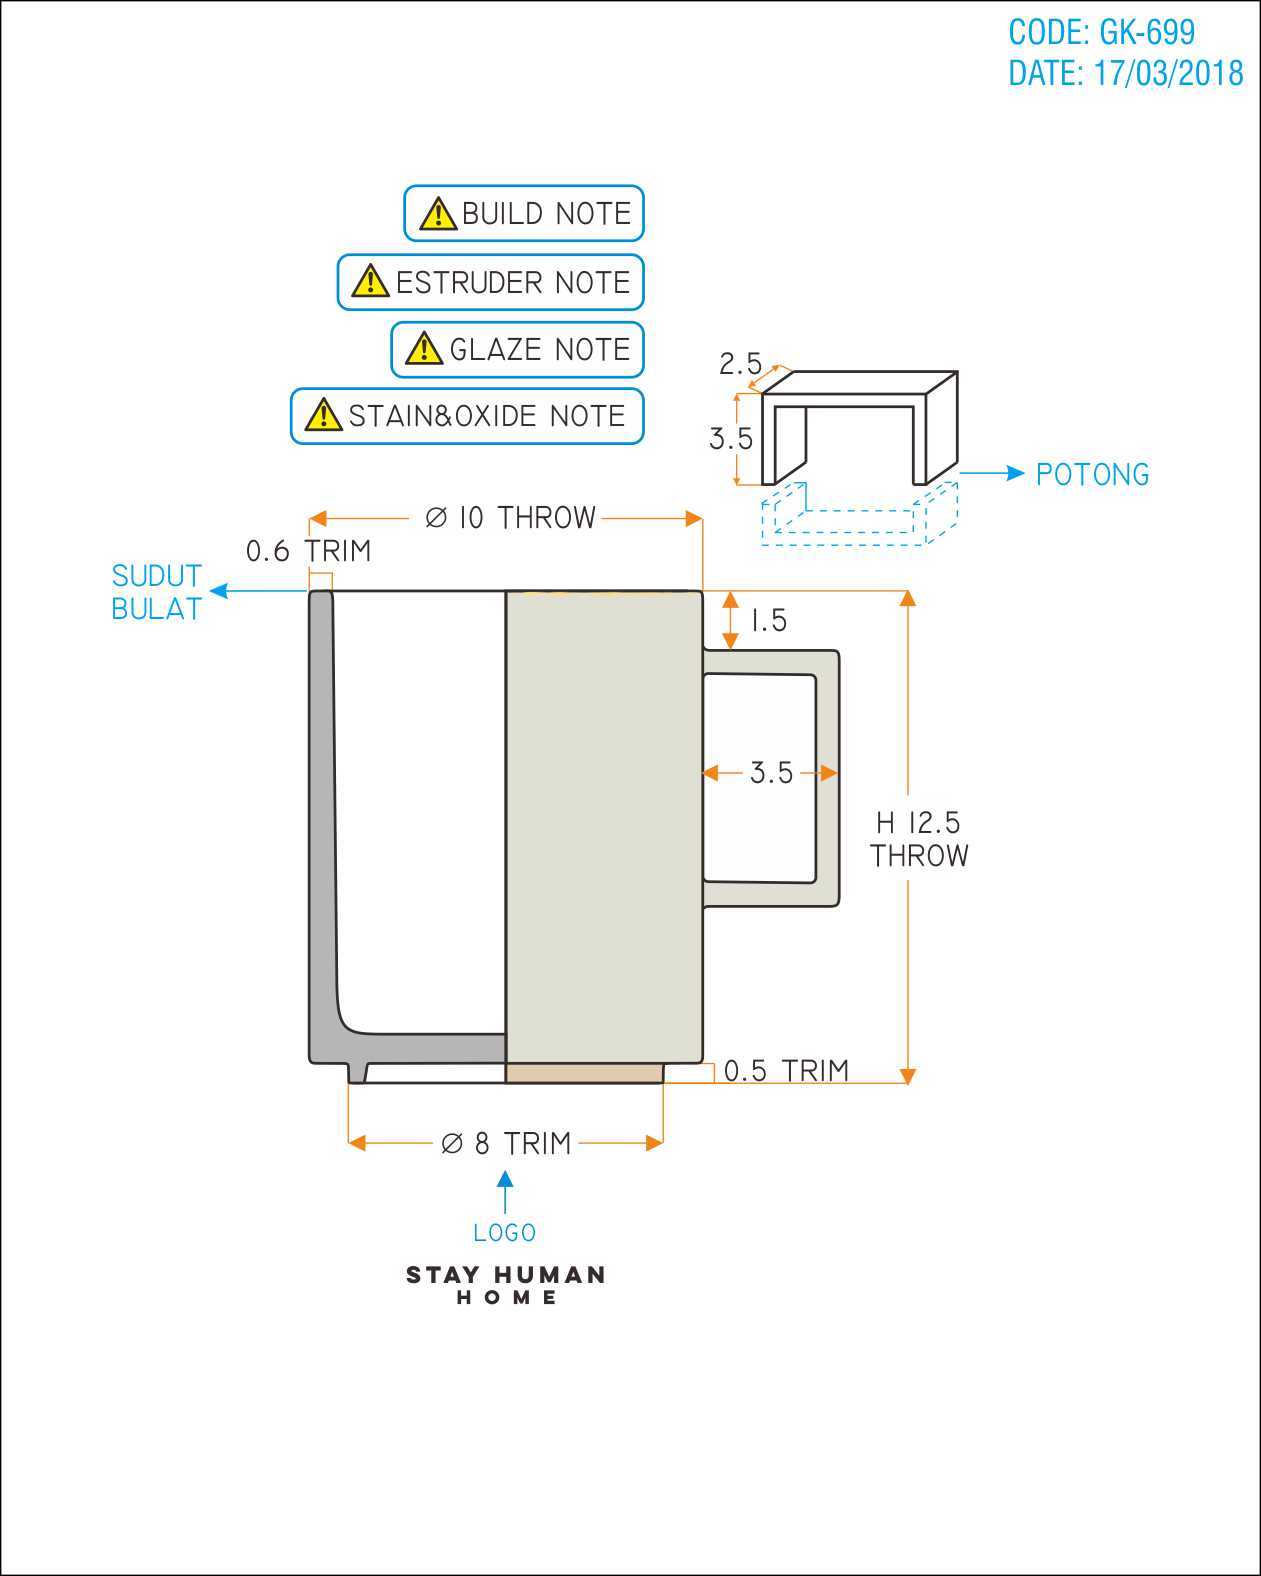 CODE: GK-699
DATE: 17/03/2018
BUILD NOTE
ESTRUDER NOTE
GLAZE NOTE
STAIN&OXIDE NOTE
2.5
3.5
POTONG
Ø 10 THROW
0.6 TRIM
SUDUT
BULAT
1.5
3.5
H 12.5
THROW
0.5 TRIM
Ø 8 TRIM
LOGO
STAY HUMAN
HOME